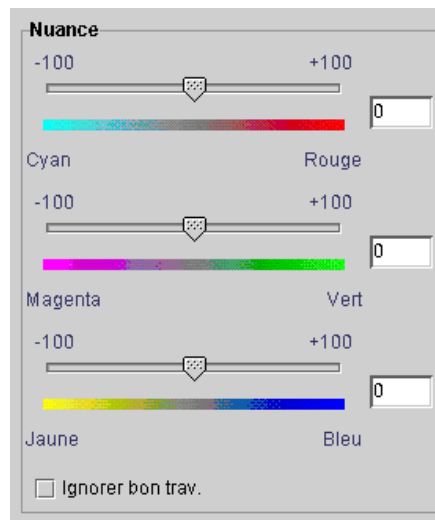 Nuance
-100 +100
0
Cyan Rouge
-100 +100
0
Magenta Vert
-100 +100
0
Jaune Bleu
Ignorer bon trav.